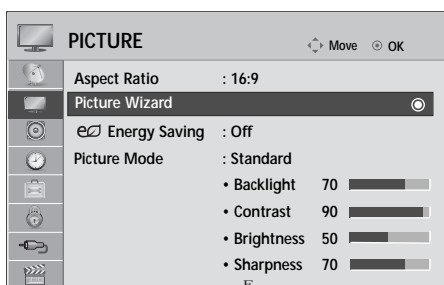 PICTURE Move OK
Aspect Ratio : 16:9
Picture Wizard
Energy Saving : Off
Picture Mode : Standard
• Backlight 70
• Contrast 90
• Brightness 50
• Sharpness 70